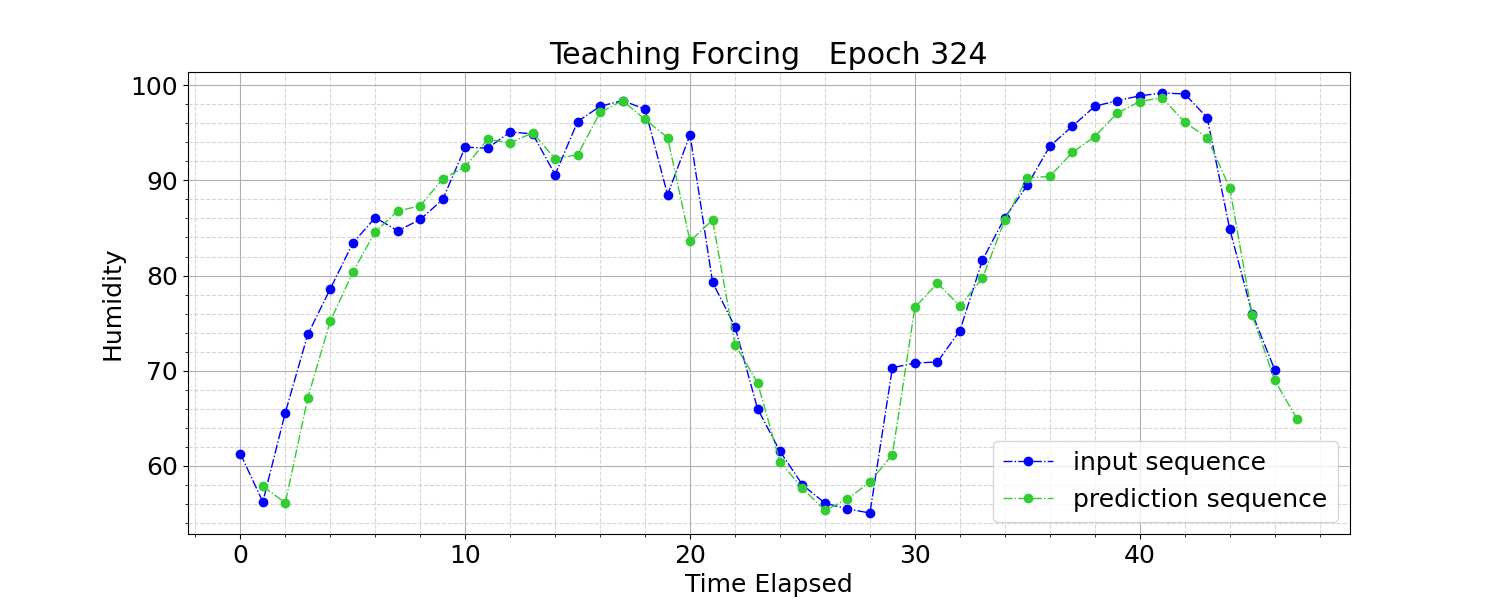 Teaching Forcing   Epoch 324
100
90
80
70
60
Humidity
0 10 20 30 40
Time Elapsed
input sequence
prediction sequence